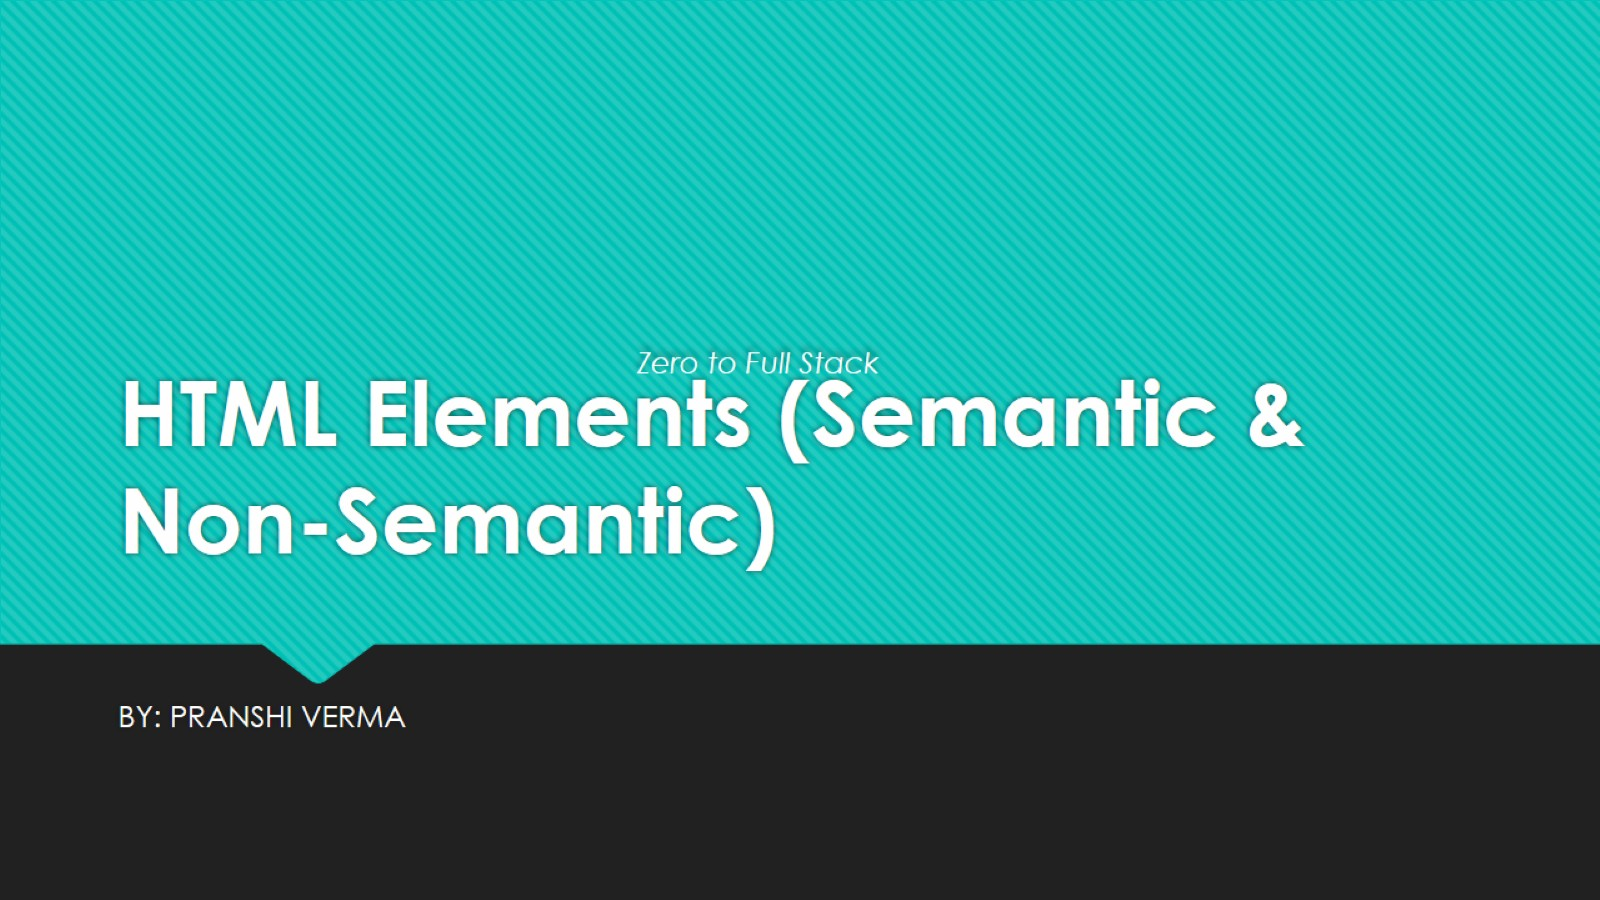 Zero to Full Stack
HTML Elements (Semantic &
Non-Semantic)
BY: PRANSHI VERMA